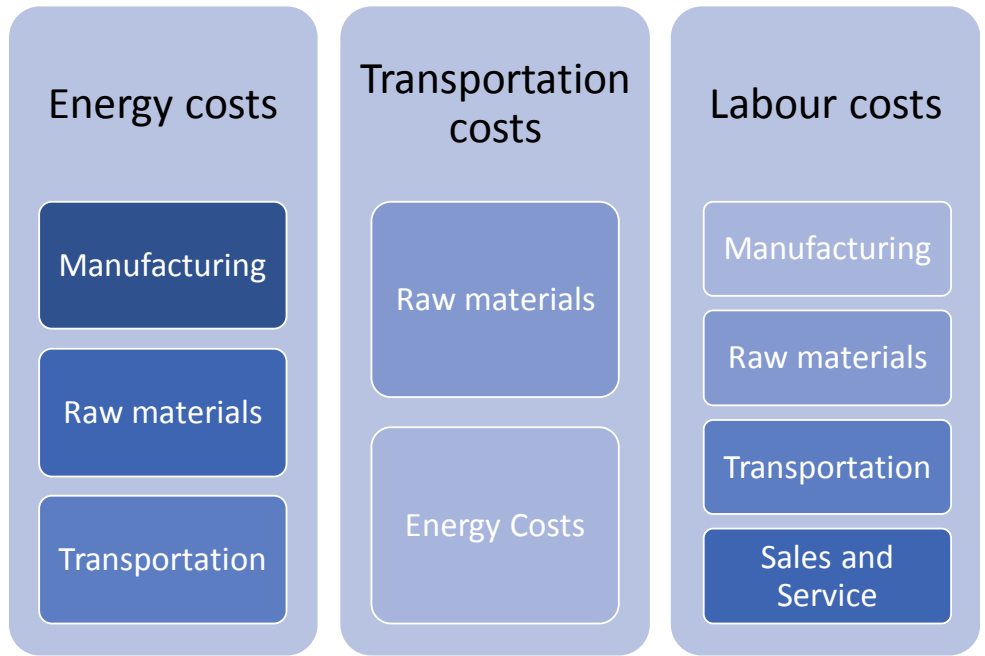 Energy costs
Manufacturing
Raw materials
Transportation
Transportation
costs
Raw materials
Energy Costs
Labour costs
Manufacturing
Raw materials
Transportation
Sales and
Service